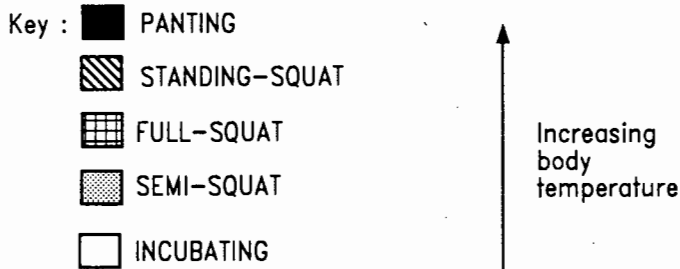 Key : PANTING
STANDING-SQUAT
FULL-SQUAT
SEMI-SQUAT
INCUBATING
Increasing
body
temperature